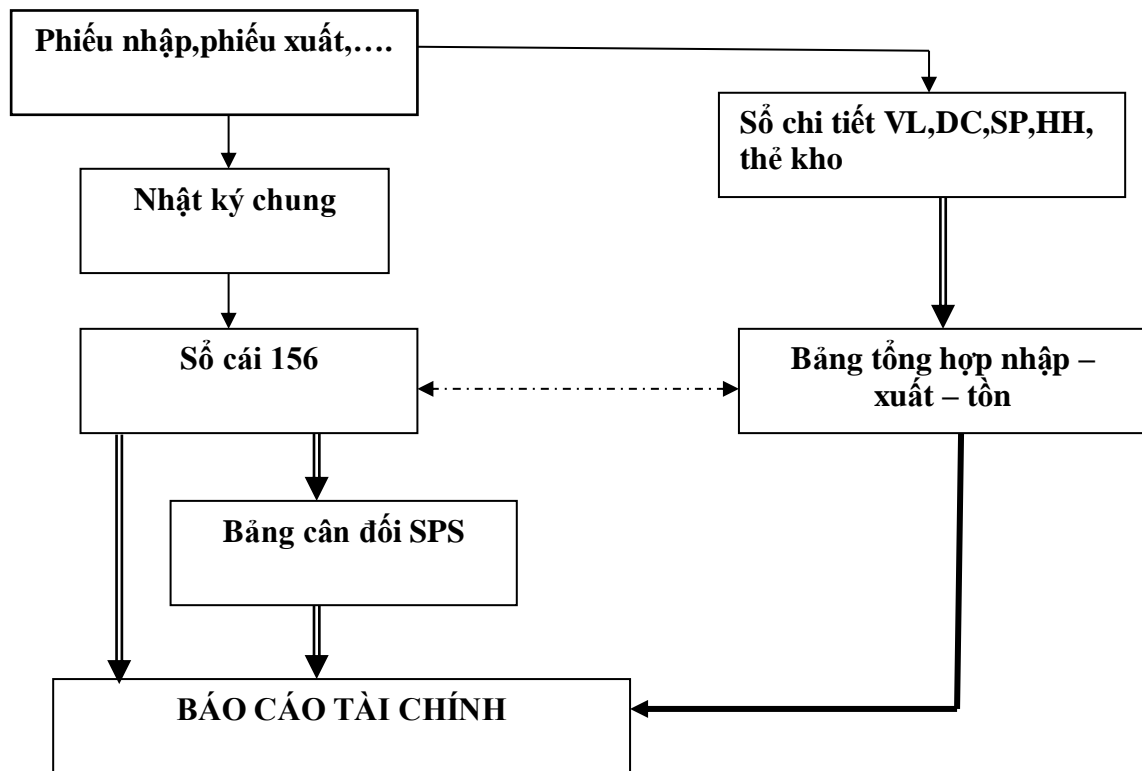 Phiếu nhập,phiếu xuất,….
Sổ chi tiết VL,DC,SP,HH,
thẻ kho
Nhật ký chung
Sổ cái 156
Bảng tổng hợp nhập –
xuất – tồn
Bảng cân đối SPS
BÁO CÁO TÀI CHÍNH